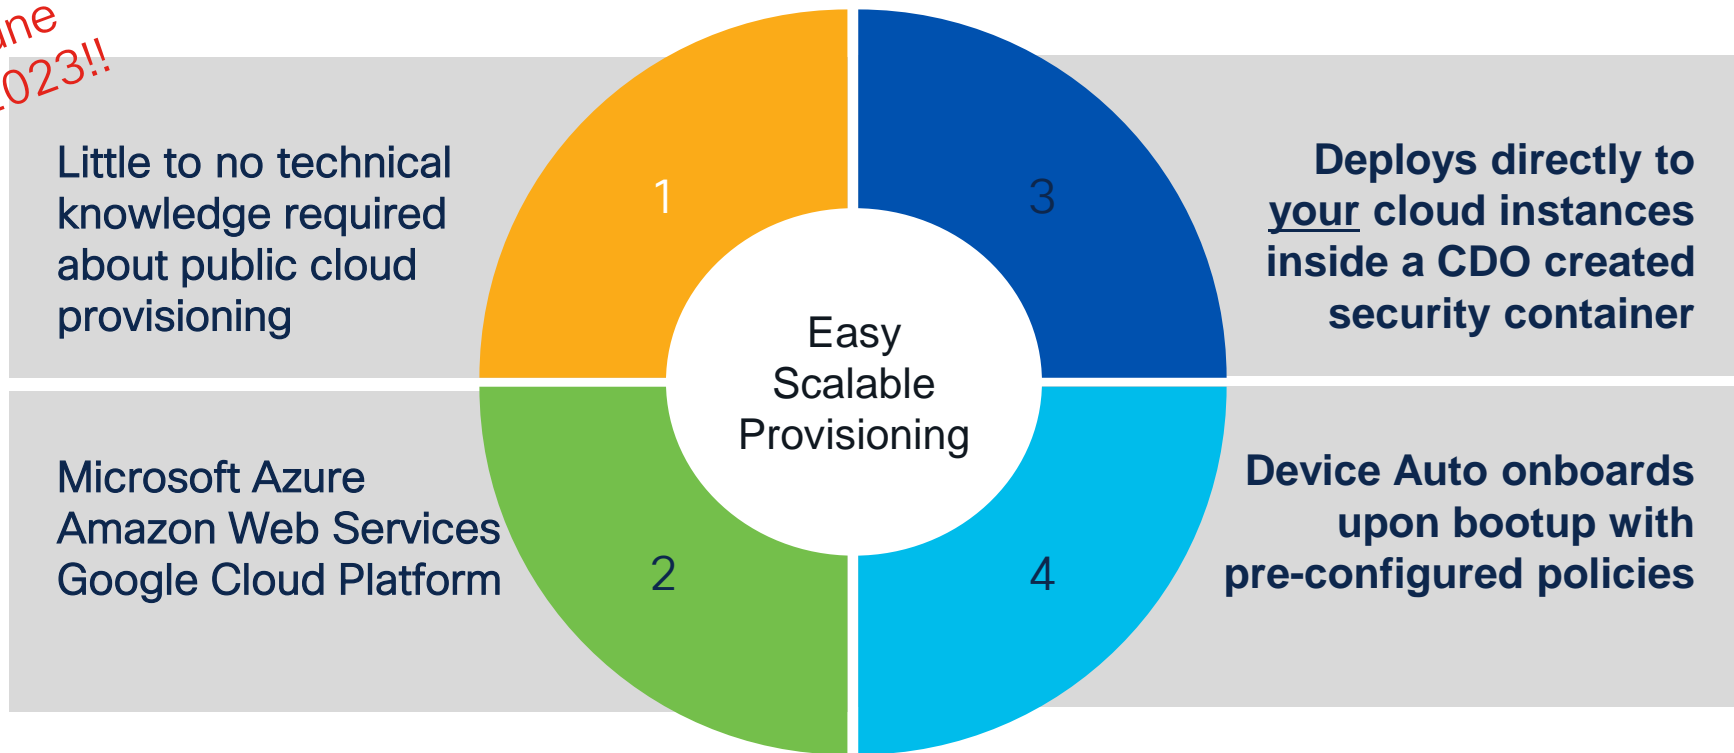 Little to no technical
knowledge required
about public cloud
provisioning
1
3
Deploys directly to
your cloud instances
inside a CDO created
security container
Easy
Scalable
Provisioning
Microsoft Azure
Amazon Web Services
Google Cloud Platform
2
4
Device Auto onboards
upon bootup with
pre-configured policies